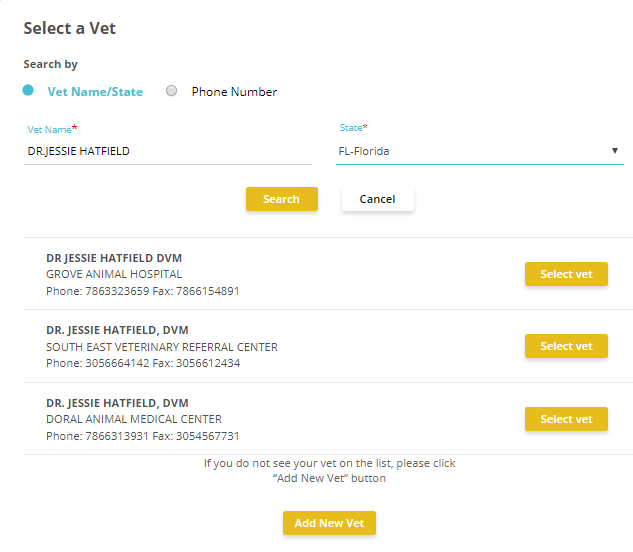 Select a Vet
Search by
Vet Name/State
Phone Number
Vet Name*
State*
DR.JESSIE HATFIELD
FL-Florida
Search
Cancel
DR JESSIE HATFIELD DVM
GROVE ANIMAL HOSPITAL
Phone: 7863323659 Fax: 7866154891
Select vet
DR. JESSIE HATFIELD, DVM
SOUTH EAST VETERINARY REFERRAL CENTER
Phone: 3056664142 Fax: 3056612434
Select vet
DR. JESSIE HATFIELD, DVM
DORAL ANIMAL MEDICAL CENTER
Phone: 7866313931 Fax: 3054567731
Select vet
If you do not see your vet on the list, please click
“Add New Vet” button
Add New Vet